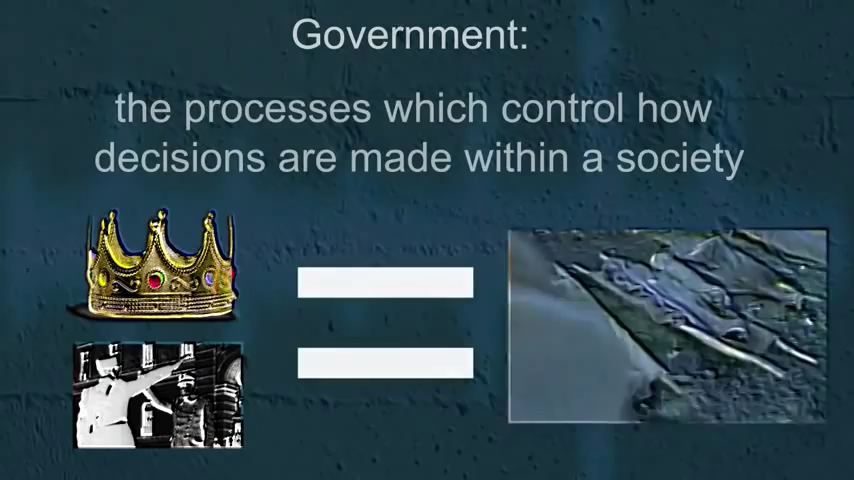 Government:
the processes which control how
decisions are made within a society